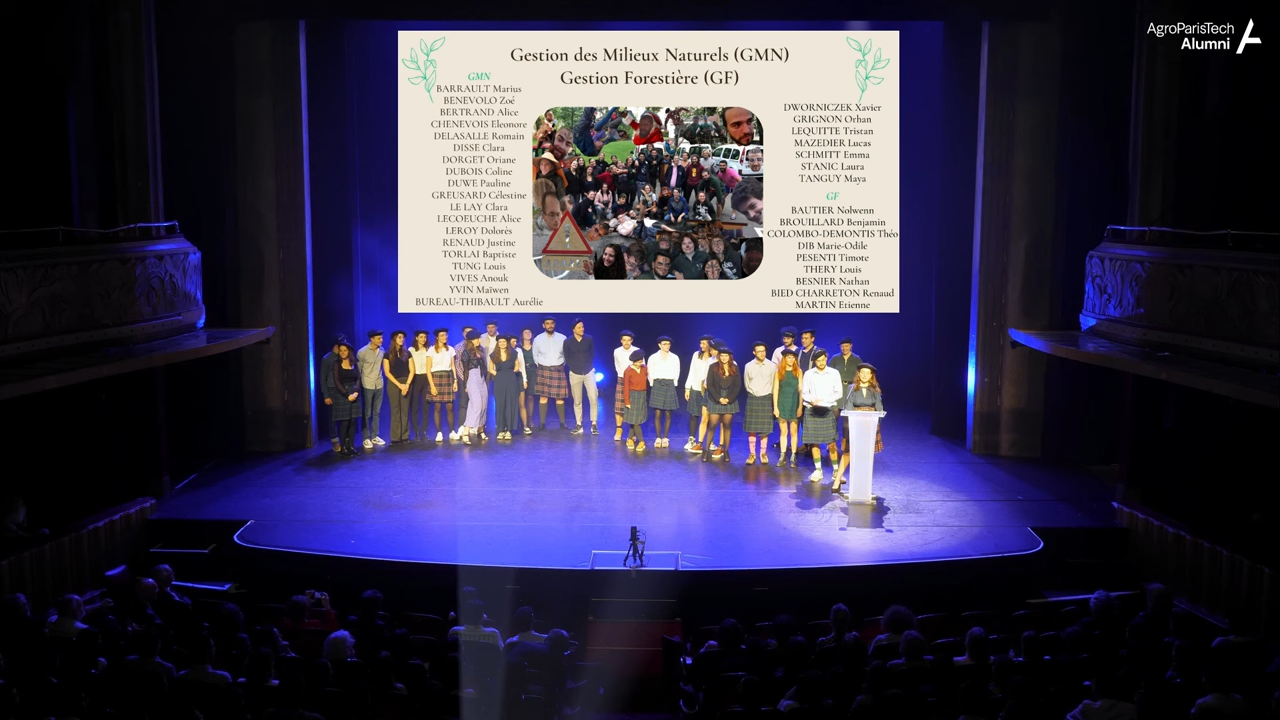 AgroParisTech
Alumni
Gestion des Milieux Naturels (GMN)
Gestion Forestière (GF)
GMN
BARRAULT Marius
BENEVOLO Zoé
BERTRAND Alice
CHENEVOIS Eleonore
DELASALLE Romain
DISSE Clara
DORGET Oriane
DUBOIS Coline
DUWE Pauline
GREUSARD Célestine
LE LAY Clara
LECOEUCHE Alice
LEROY Dolorès
RENAUD Justine
TORLAI Baptiste
TUNG Louis
VIVES Anouk
YVIN Maïwen
BUREAU-THIBAULT Aurélie
DWORNICZEK Xavier
GRIGNON Orhan
LEQUITTE Tristan
MAZEDIER Lucas
SCHMITT Emma
STANIC Laura
TANGUY Maya
GF
BAUTIER Nolwenn
BROUILLARD Benjamin
COLOMBO-DEMONTIS Théo
DIB Marie-Odile
PESENTI Timote
THERY Louis
BESNIER Nathan
BIED CHARRETON Renaud
MARTIN Etienne